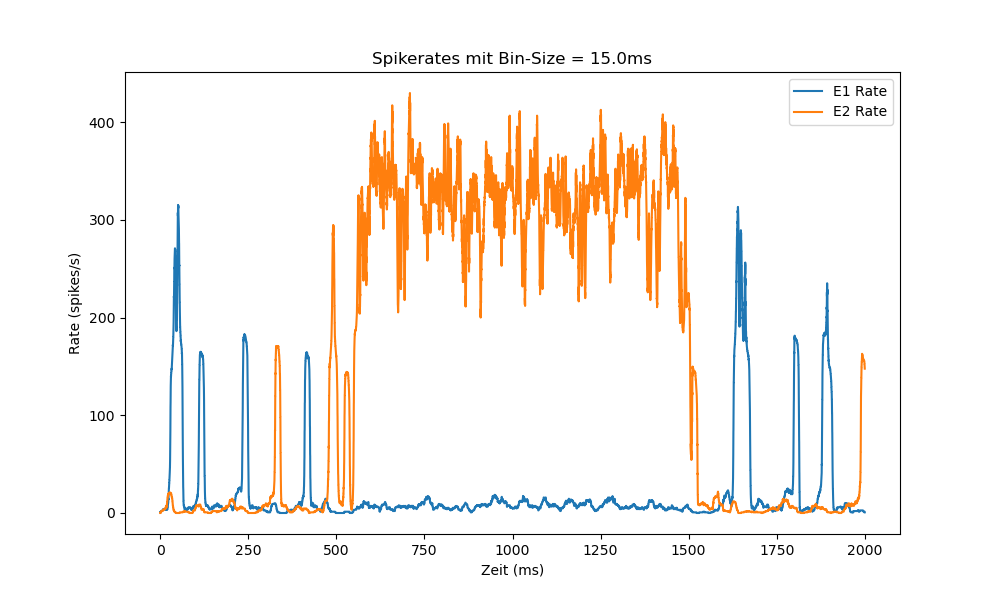 Spikerates mit Bin-Size = 15.0ms
E1 Rate
E2 Rate
400
300
200
100
0
Rate (spikes/s)
0 250 500 750 1000 1250 1500 1750 2000
Zeit (ms)